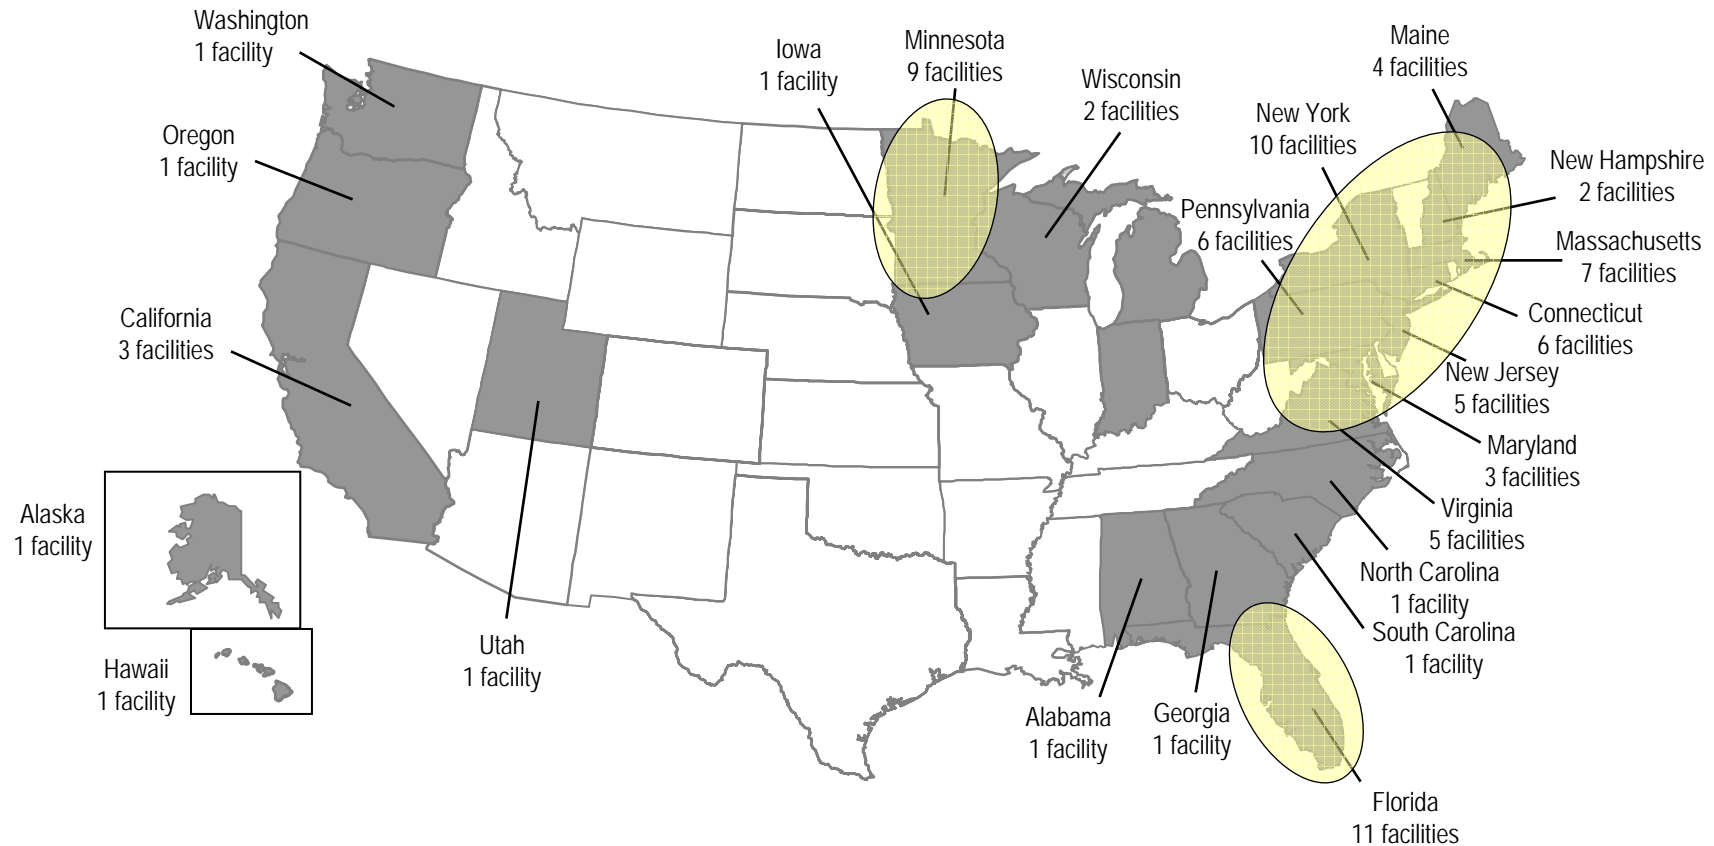 Washington
1 facility
Oregon
1 facility
California
3 facilities
Alaska
1 facility
Hawaii
1 facility
Utah
1 facility
Iowa
1 facility
Minnesota
9 facilities
Wisconsin
2 facilities
Maine
4 facilities
New York
10 facilities
New Hampshire
2 facilities
Pennsylvania
6 facilities
Massachusetts
7 facilities
Connecticut
6 facilities
New Jersey
5 facilities
Maryland
3 facilities
Virginia
5 facilities
North Carolina
1 facility
South Carolina
1 facility
Alabama
1 facility
Georgia
1 facility
Florida
11 facilities